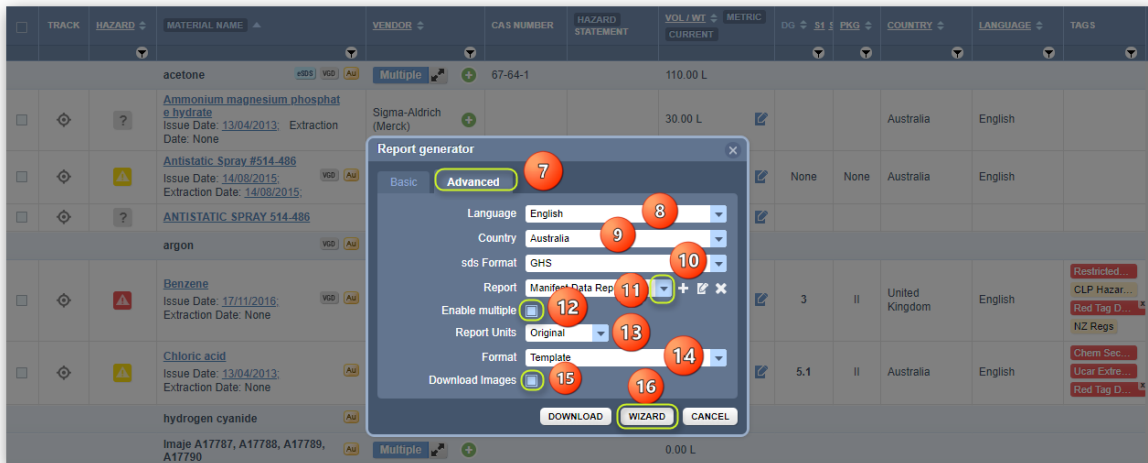 TRACK HAZARD MATERIAL NAME VENDOR CAS NUMBER HAZARD STATEMENT VOL / WT METRIC CURRENT DG S1 PKG COUNTRY LANGUAGE TAGS
acetone eSDS VGD Au Multiple 67-64-1 110.00 L
Ammonium magnesium phosphat
e hydrate
Issue Date: 13/04/2013; Extraction
Date: None
Sigma-Aldrich
(Merck)
30.00 L Australia English
Antistatic Spray #514-486
Issue Date: 14/08/2015;
Extraction Date: 14/08/2015;
VGD Au
None None Australia English
? ANTISTATIC SPRAY 514-486
argon VGD Au
Benzene
Issue Date: 17/11/2016;
Extraction Date: None
VGD Au
3 II United
Kingdom
English
Restricted...
CLP Hazar...
Red Tag D... x
NZ Regs
Chloric acid
Issue Date: 13/04/2013;
Extraction Date: None
Au
5.1 II Australia English
Chem Sec...
Ucar Extre...
Red Tag D... x
hydrogen cyanide Au
Imaje A17787, A17788, A17789,
A17790
Au Multiple 0.00 L
Report generator
Basic Advanced 7
Language English 8
Country Australia 9
sds Format GHS 10
Report Manifest Data Rep 11
Enable multiple 12
Report Units Original 13
Format Template 14
Download Images 15
16
DOWNLOAD WIZARD CANCEL